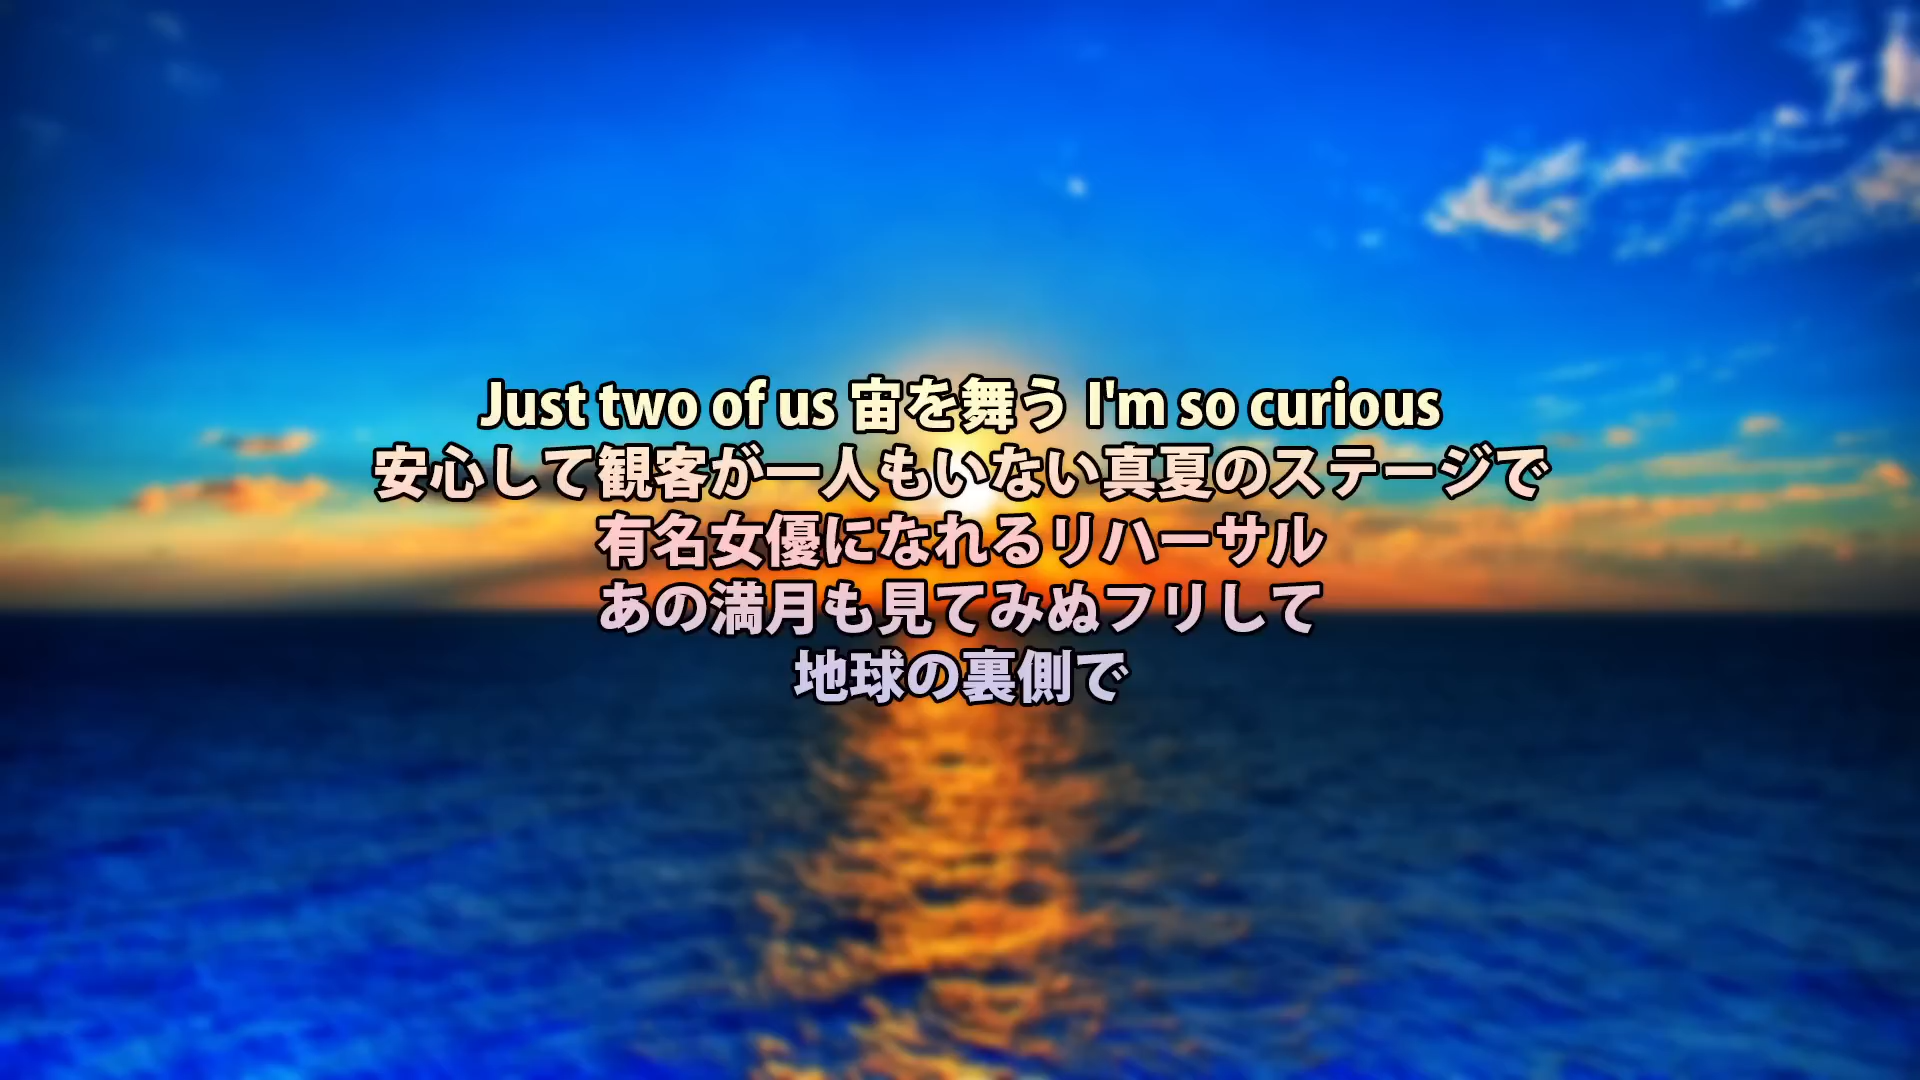 Just two of us 宙を舞う I'm so curious
安心して観客が一人もいない真夏のステージで
有名女優になれるリハーサル
あの満月も見てみぬフリして
地球の裏側で